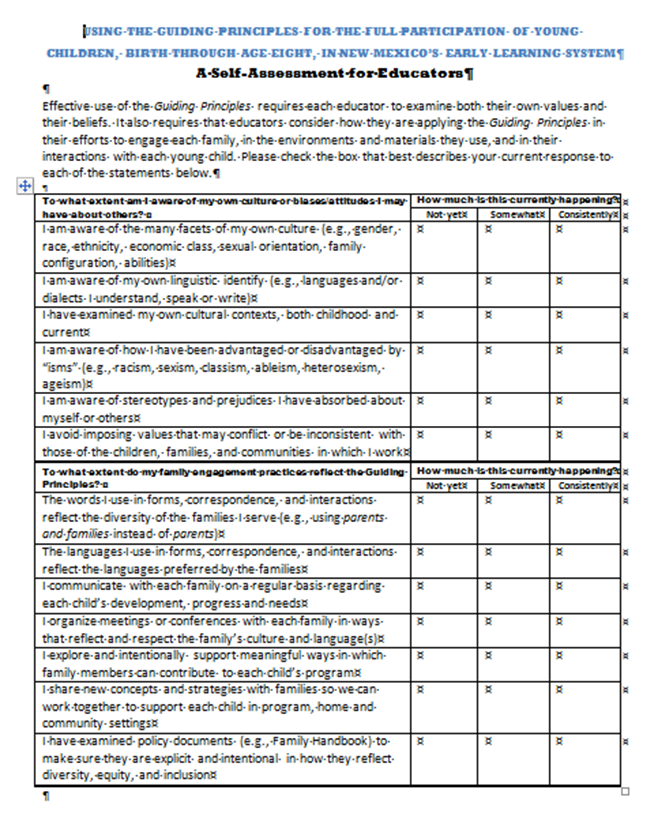 USING THE GUIDING PRINCIPLES FOR THE FULL PARTICIPATION OF YOUNG
CHILDREN, BIRTH THROUGH AGE EIGHT, IN NEW MEXICO'S EARLY LEARNING SYSTEM¶
A Self-Assessment for Educators¶
¶
Effective use of the Guiding Principles requires each educator to examine both their own values and
their beliefs. It also requires that educators consider how they are applying the Guiding Principles in
their efforts to engage each family, in the environments and materials they use, and in their
interactions with each young child. Please check the box that best describes your current response to
each of the statements below.¶
¶
To what extent am I aware of my own culture or biases/attitudes I may How much is this currently happening?¤ ¤
have about others? ¤ Not yet¤ Somewhat¤ Consistently¤ ¤
I am aware of the many facets of my own culture (e.g., gender, ¤ ¤ ¤ ¤
race, ethnicity, economic class, sexual orientation, family
configuration, abilities)¤
I am aware of my own linguistic identify (e.g., languages and/or ¤ ¤ ¤ ¤
dialects I understand, speak or write)¤
I have examined my own cultural contexts, both childhood and ¤ ¤ ¤ ¤
current¤
I am aware of how I have been advantaged or disadvantaged by ¤ ¤ ¤ ¤
"isms" (e.g., racism, sexism, classism, ableism, heterosexism,
ageism)¤
I am aware of stereotypes and prejudices I have absorbed about ¤ ¤ ¤ ¤
myself or others¤
I avoid imposing values that may conflict or be inconsistent with ¤ ¤ ¤ ¤
those of the children, families, and communities in which I work¤
To what extent do my family engagement practices reflect the Guiding How much is this currently happening?¤ ¤
Principles? ¤ Not yet¤ Somewhat¤ Consistently¤ ¤
The words I use in forms, correspondence, and interactions ¤ ¤ ¤ ¤
reflect the diversity of the families I serve (e.g., using parents
and families instead of parents)¤
The languages I use in forms, correspondence, and interactions ¤ ¤ ¤ ¤
reflect the languages preferred by the families¤
I communicate with each family on a regular basis regarding ¤ ¤ ¤ ¤
each child's development, progress and needs¤
I organize meetings or conferences with each family in ways ¤ ¤ ¤ ¤
that reflect and respect the family's culture and language(s)¤
I explore and intentionally support meaningful ways in which ¤ ¤ ¤ ¤
family members can contribute to each child's program¤
I share new concepts and strategies with families so we can ¤ ¤ ¤ ¤
work together to support each child in program, home and
community settings¤
I have examined policy documents (e.g., Family Handbook) to ¤ ¤ ¤ ¤
make sure they are explicit and intentional in how they reflect
diversity, equity, and inclusion¤
¶